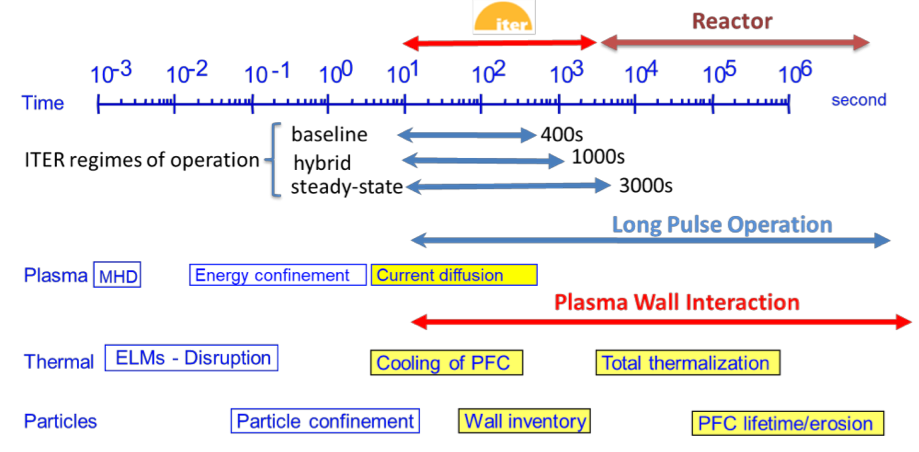 iter
Reactor
10-3 10-2 10-1 100 101 102 103 104 105 106
Time second
baseline 400s
ITER regimes of operation hybrid 1000s
steady-state 3000s
Long Pulse Operation
Plasma MHD Energy confinement Current diffusion
Plasma Wall Interaction
Thermal ELMs - Disruption Cooling of PFC Total thermalization
Particles Particle confinement Wall inventory PFC lifetime/erosion